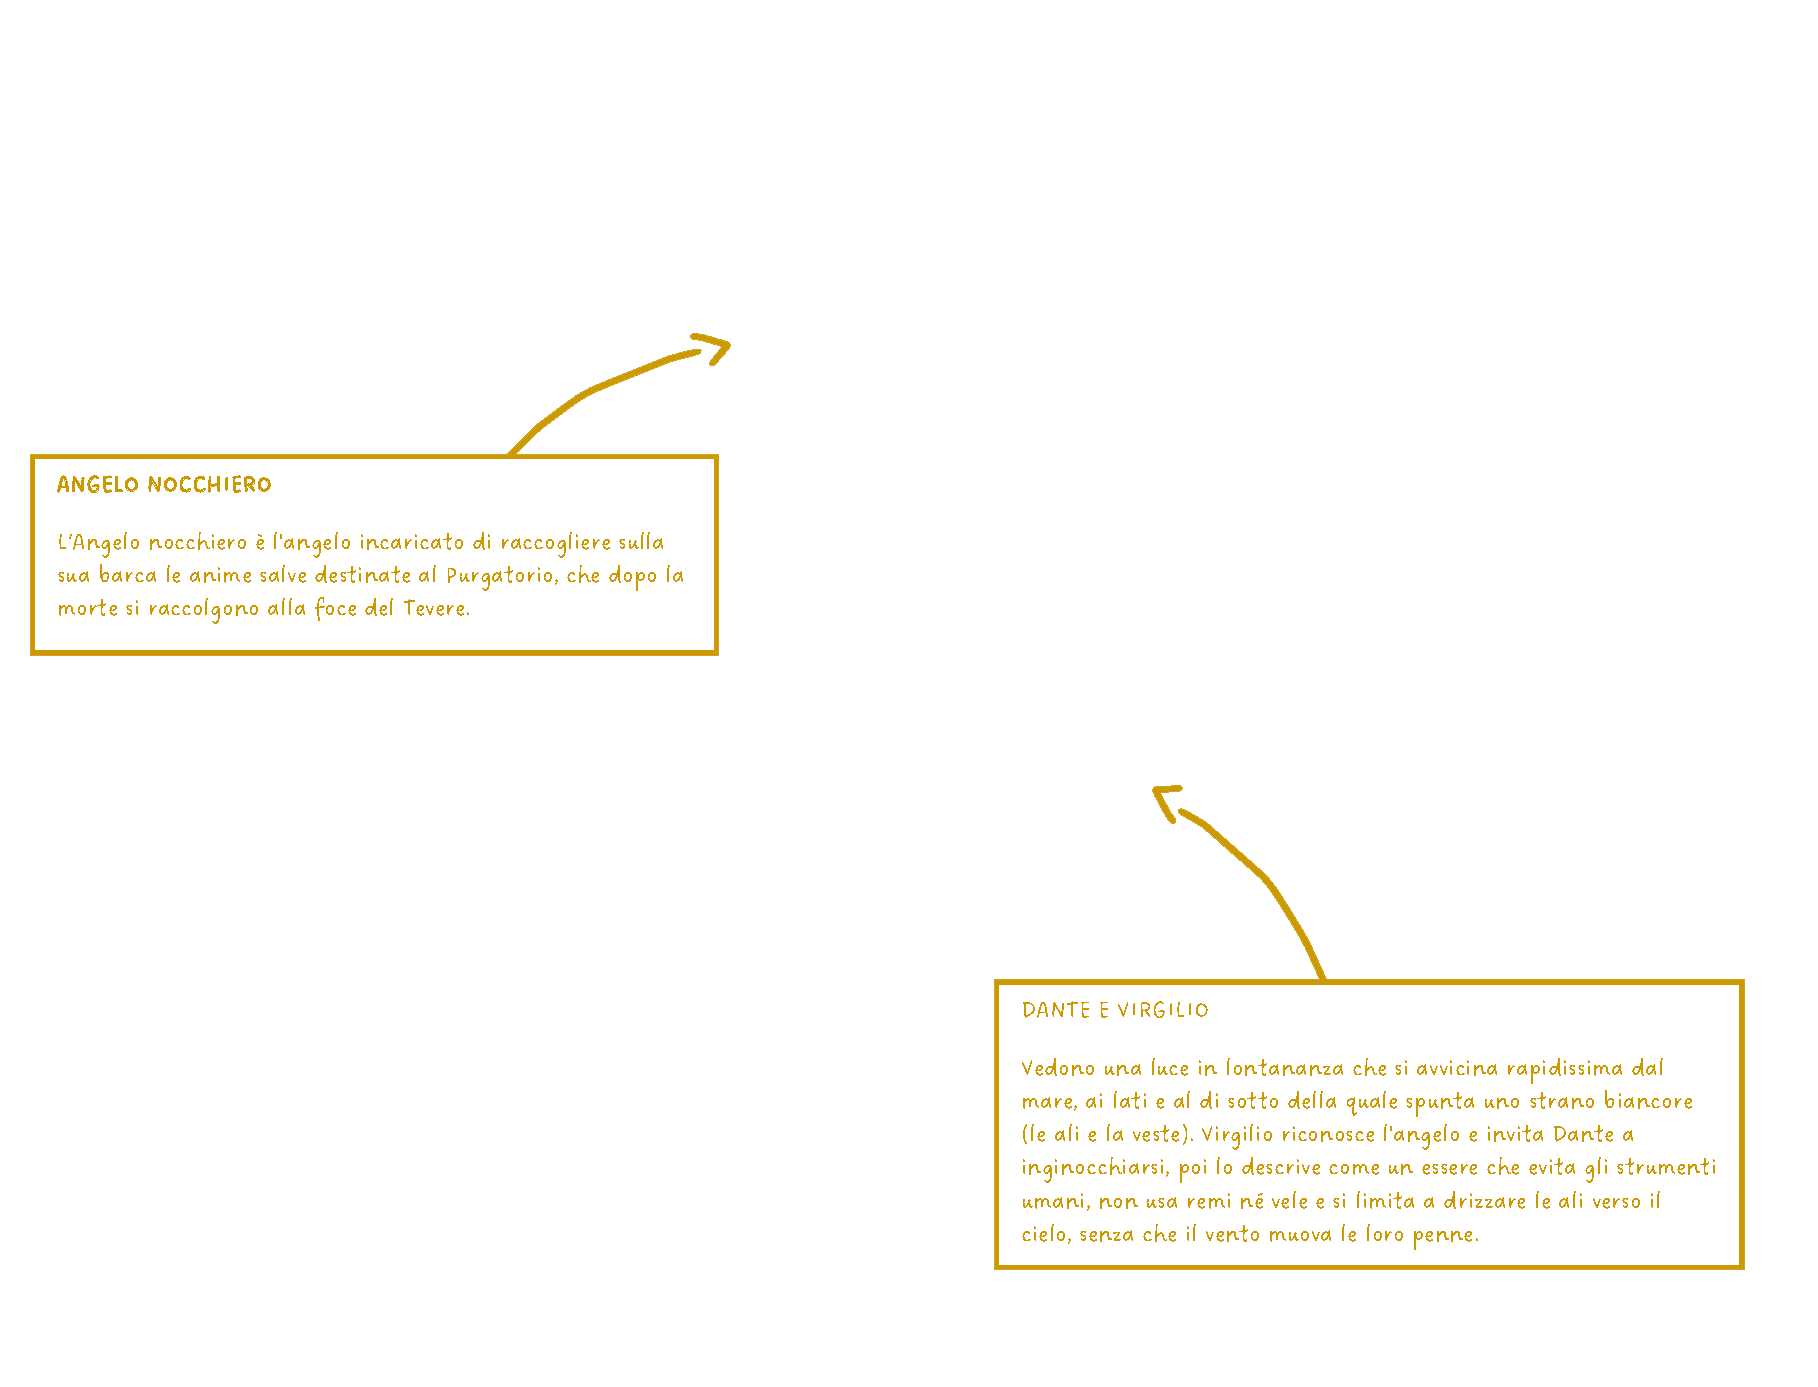 ANGELO NOCCHIERO
L'Angelo nocchiero è l'angelo incaricato di raccogliere sulla
sua barca le anime salve destinate al Purgatorio, che dopo la
morte si raccolgono alla foce del Tevere.
DANTE E VIRGILIO
Vedono una luce in lontananza che si avvicina rapidissima dal
mare, ai lati e al di sotto della quale spunta uno strano biancore
(le ali e la veste). Virgilio riconosce l'angelo e invita Dante a
inginocchiarsi, poi lo descrive come un essere che evita gli strumenti
umani, non usa remi né vele e si limita a drizzare le ali verso il
cielo, senza che il vento muova le loro penne.